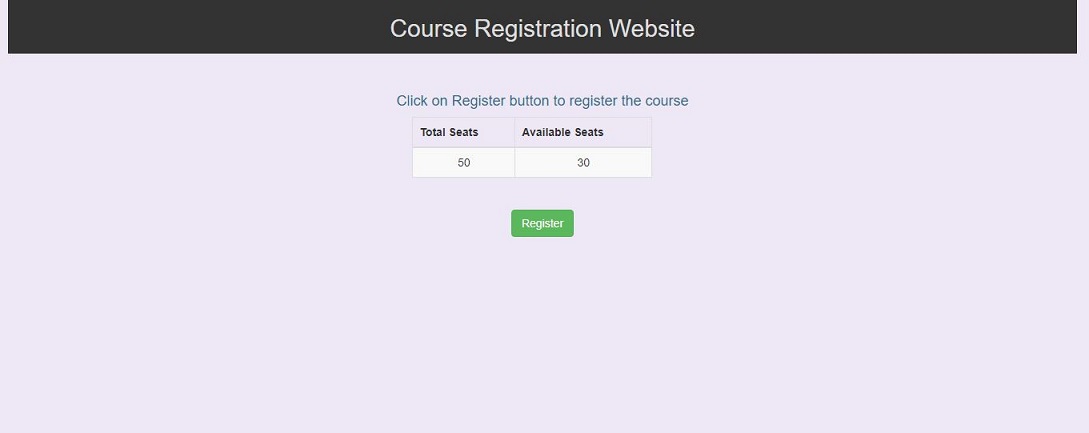 Course Registration Website
Click on Register button to register the course
Total Seats Available Seats
50 30
Register